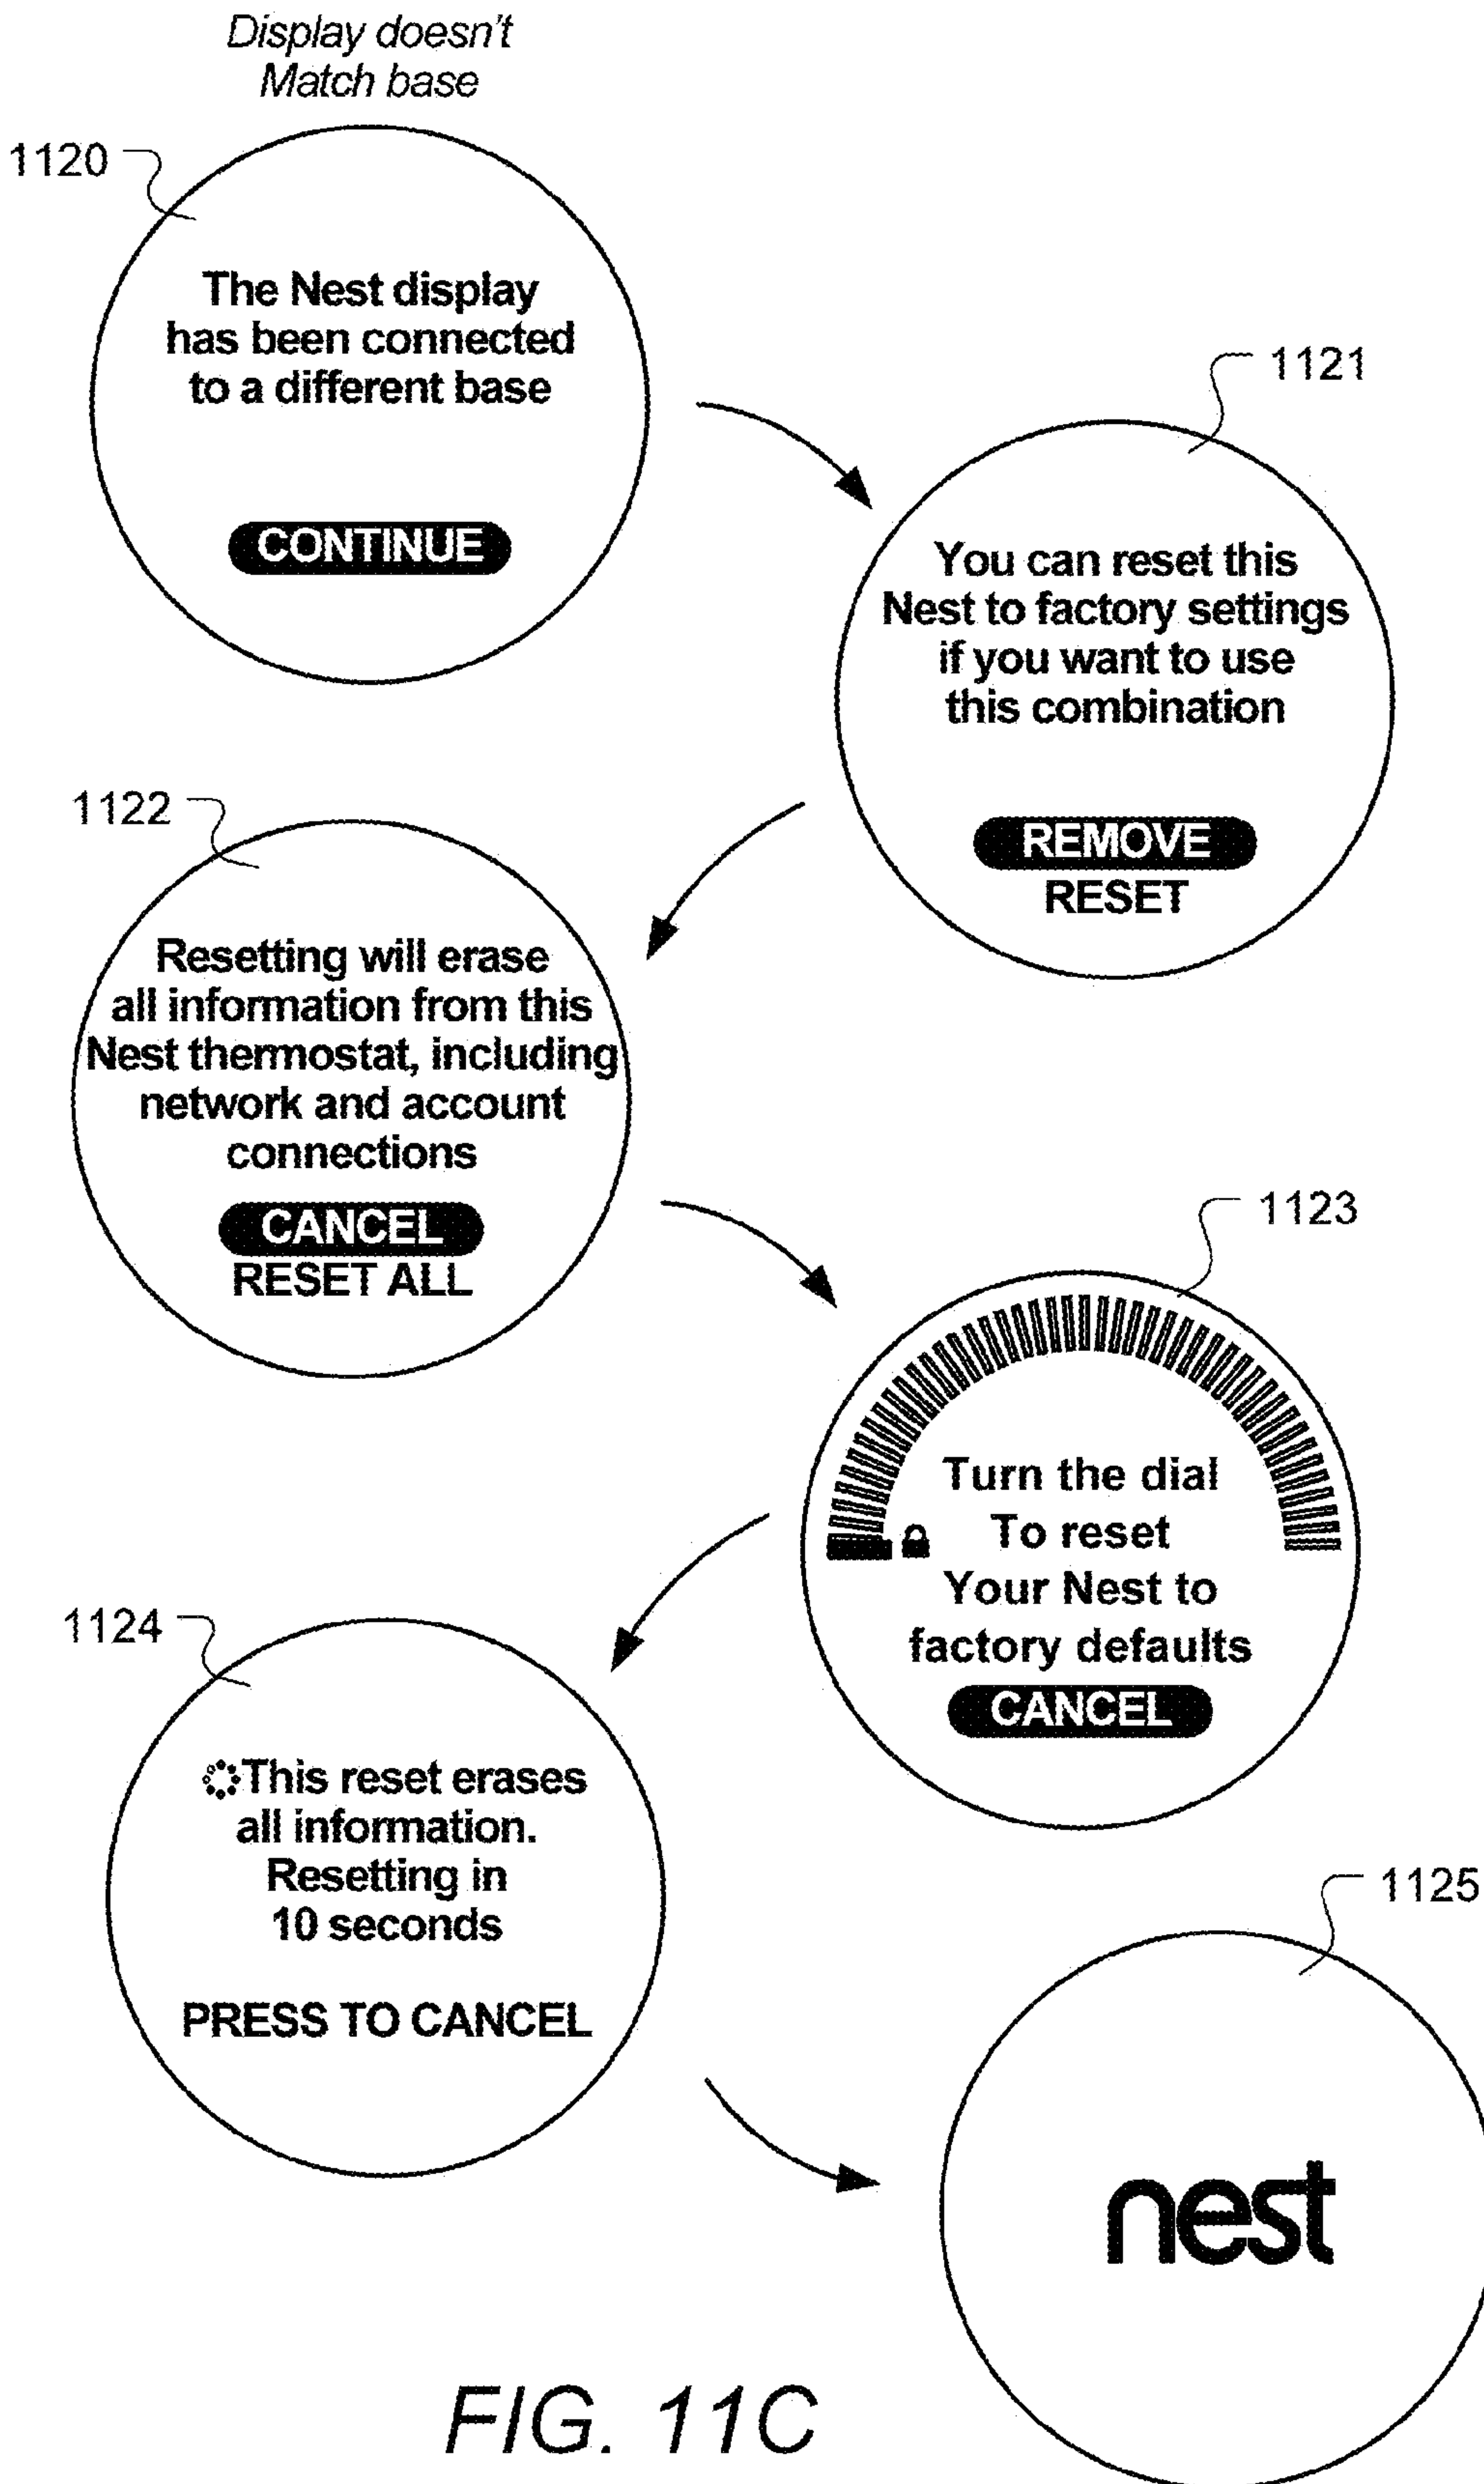 Display doesn't
Match base
1120
The Nest display
has been connected
to a different base
CONTINUE
1121
You can reset this
Nest to factory settings
if you want to use
this combination
REMOVE
RESET
1122
Resetting will erase
all information from this
Nest thermostat, including
network and account
connections
CANCEL
RESET ALL
1123
Turn the dial
To reset
Your Nest to
factory defaults
CANCEL
1124
This reset erases
all information.
Resetting in
10 seconds
PRESS TO CANCEL
1125
nest
FIG. 11C